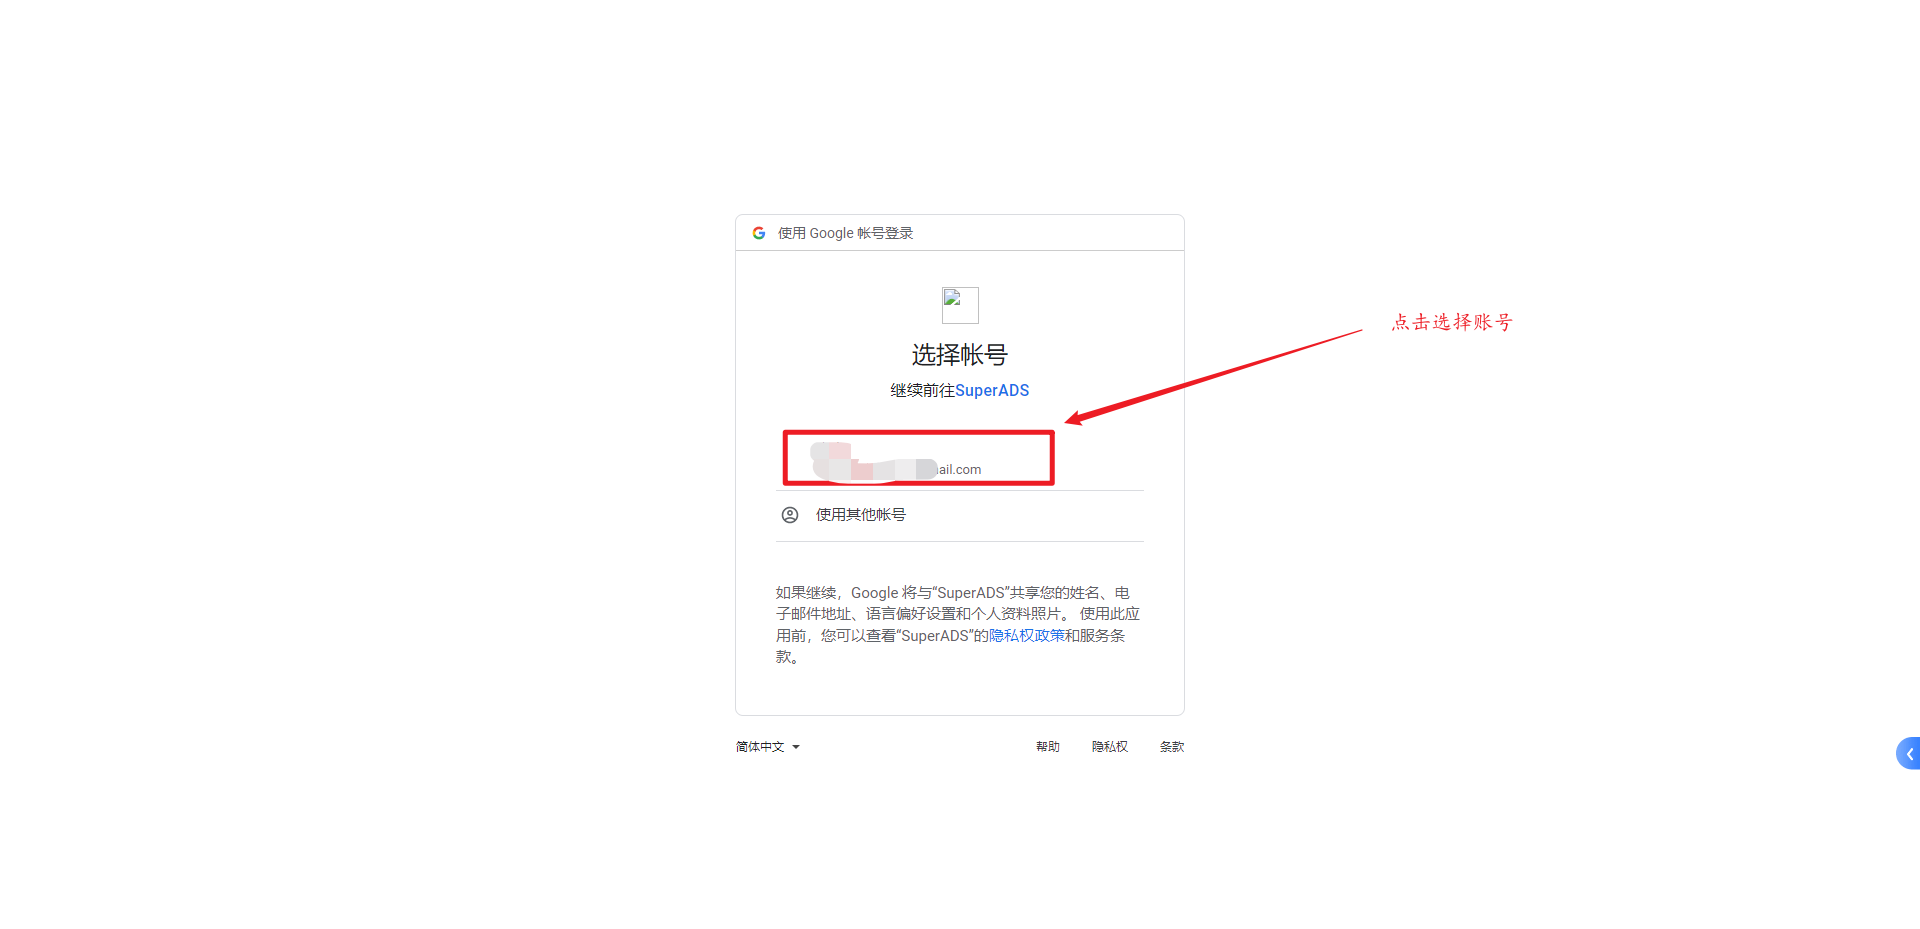 使用 Google 帐号登录
选择帐号
继续前往SuperADS
点击选择账号
ail.com
使用其他帐号
如果继续，Google 将与“SuperADS”共享您的姓名、电
子邮件地址、语言偏好设置和个人资料照片。 使用此应
用前，您可以查看“SuperADS”的隐私权政策和服务条
款。
简体中文
帮助
隐私权
条款